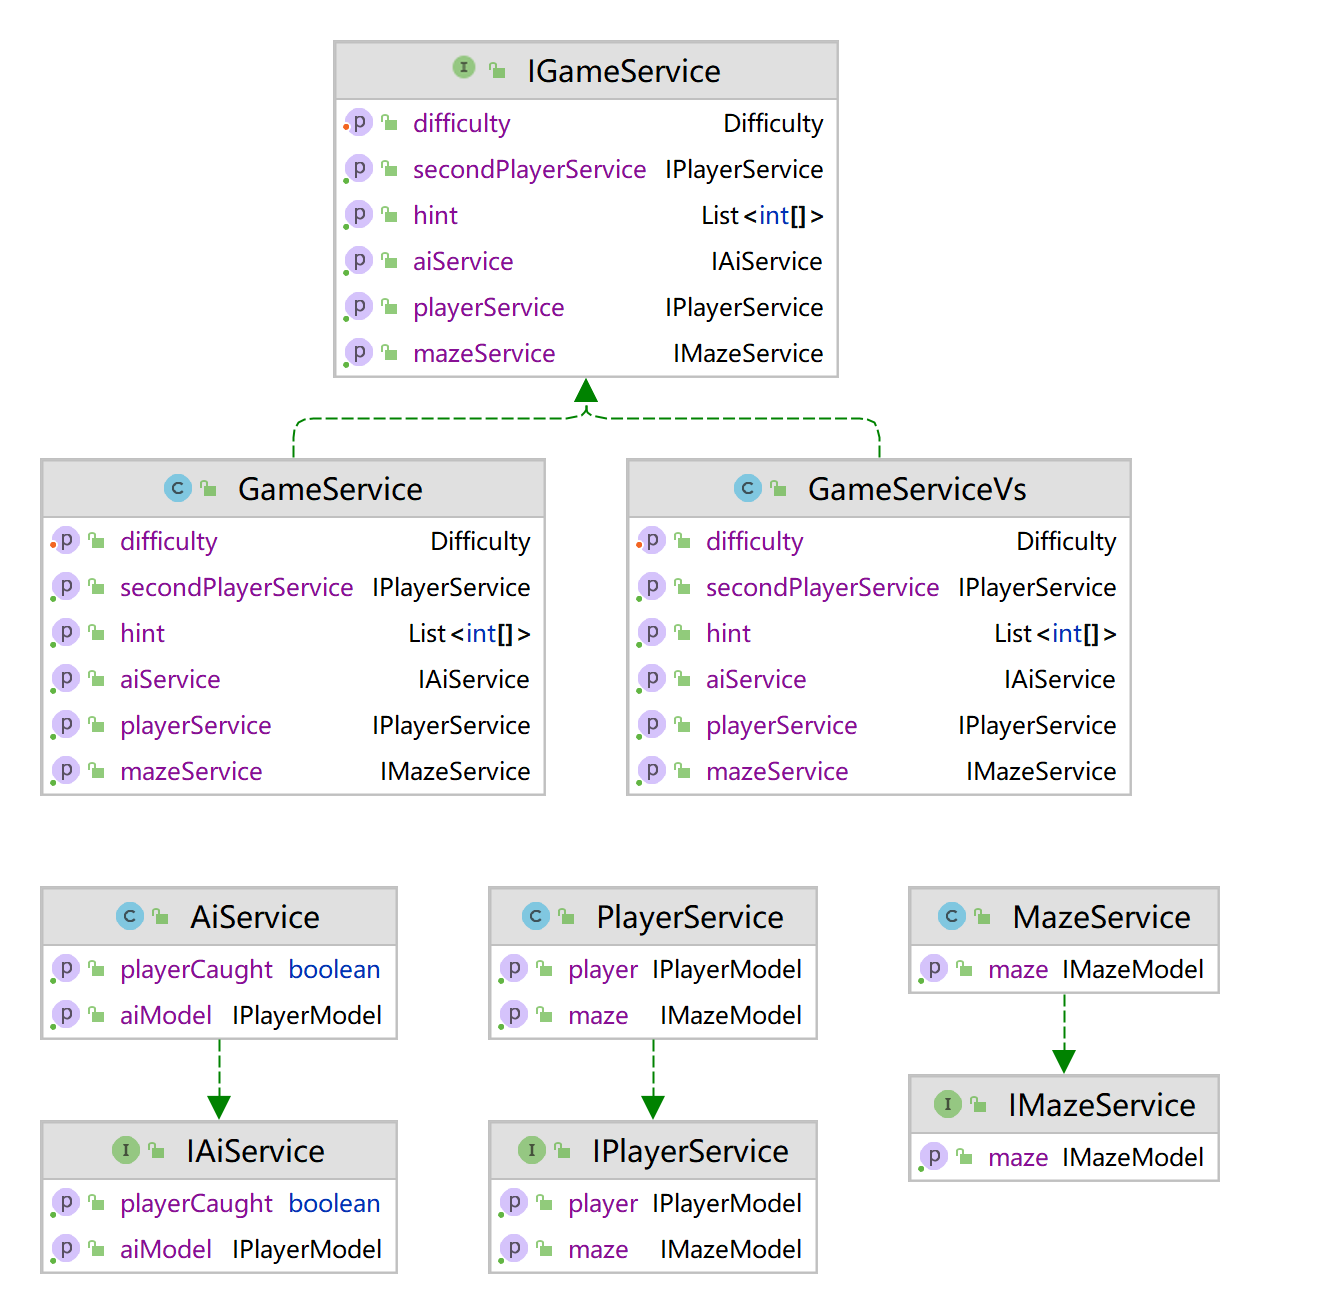 I IGameService
p difficulty Difficulty
p secondPlayerService IPlayerService
p hint List<int[]>
p aiService IAiService
p playerService IPlayerService
p mazeService IMazeService
C GameService
p difficulty Difficulty
p secondPlayerService IPlayerService
p hint List<int[]>
p aiService IAiService
p playerService IPlayerService
p mazeService IMazeService
C GameServiceVs
p difficulty Difficulty
p secondPlayerService IPlayerService
p hint List<int[]>
p aiService IAiService
p playerService IPlayerService
p mazeService IMazeService
C AiService
p playerCaught boolean
p aiModel IPlayerModel
C PlayerService
p player IPlayerModel
p maze IMazeModel
C MazeService
p maze IMazeModel
I IAiService
p playerCaught boolean
p aiModel IPlayerModel
I IPlayerService
p player IPlayerModel
p maze IMazeModel
I IMazeService
p maze IMazeModel